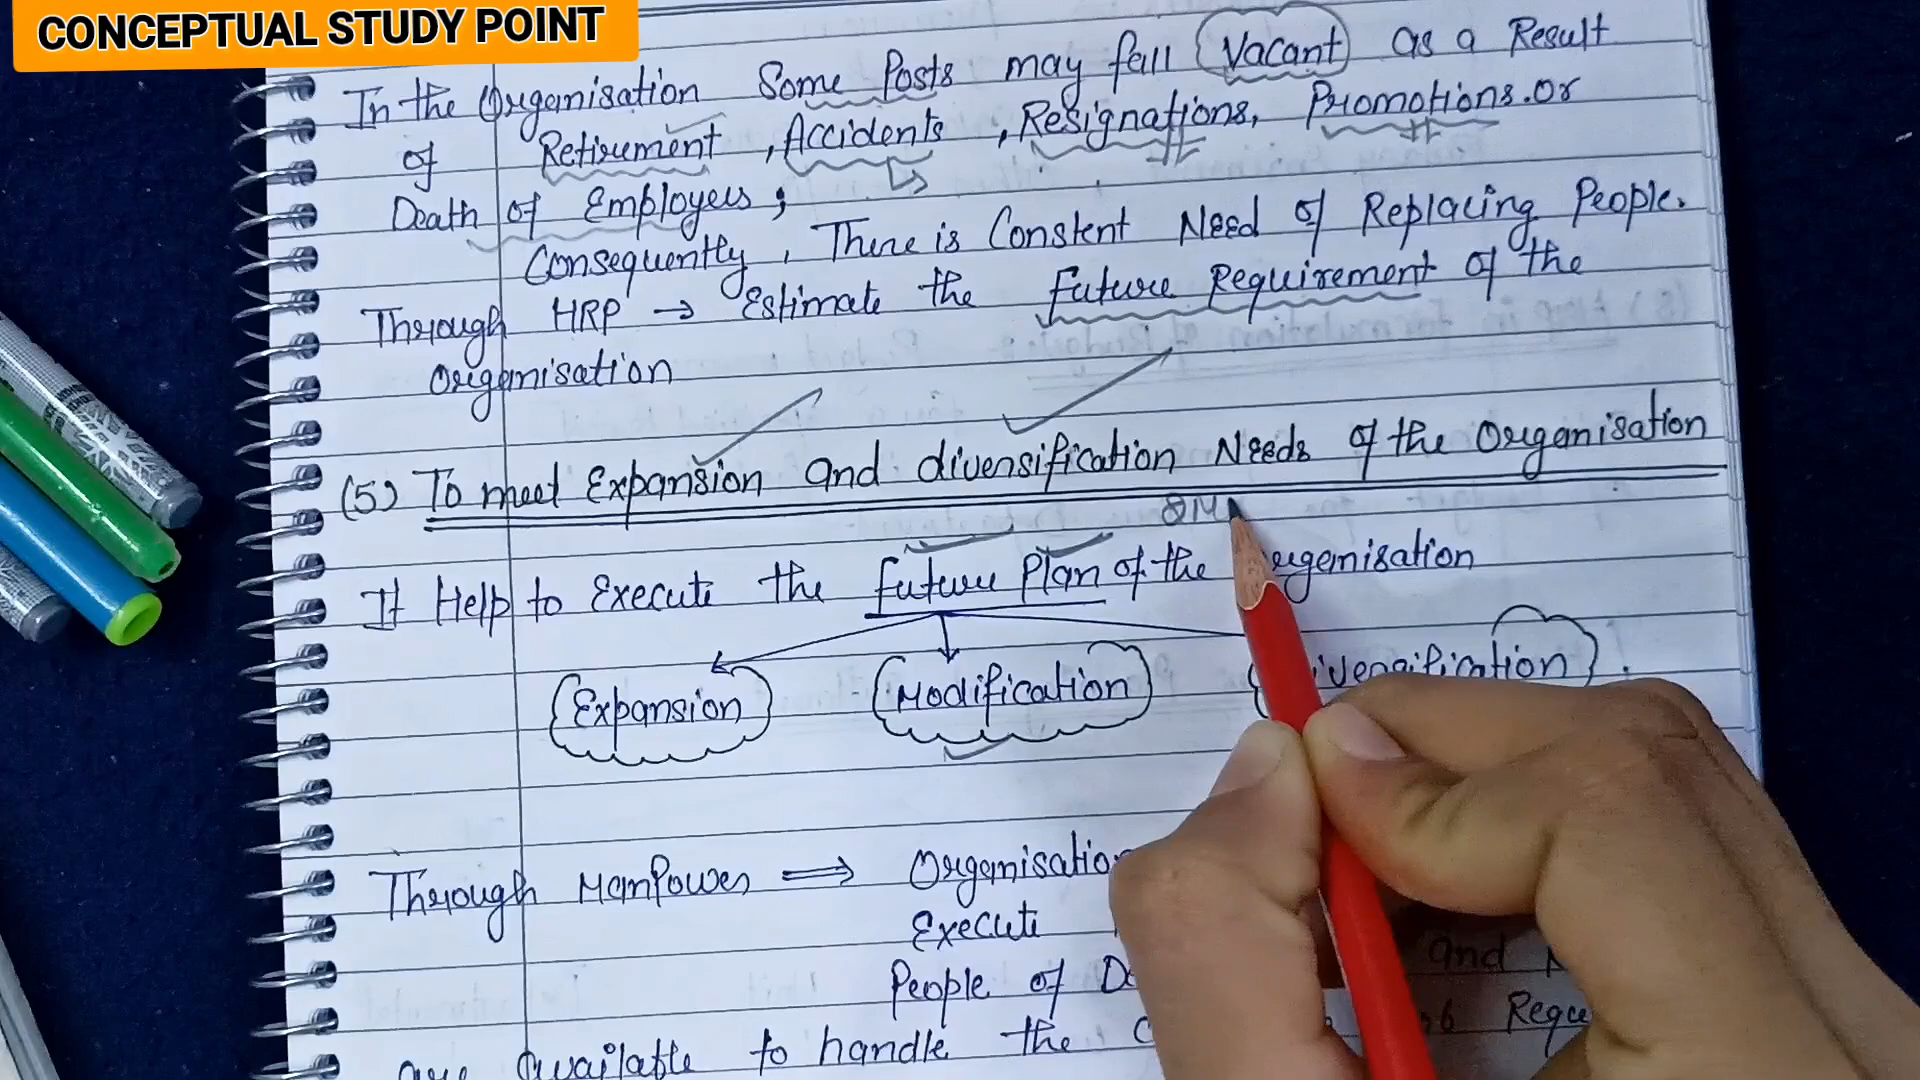 CONCEPTUAL STUDY POINT
In the Organisation Some Posts may fall Vacant as a Result
of Retirement, Accidents, Resignations, Promotions. or
Death of Employees;
Consequently, There is Constent Need of Replacing People.
Through HRP → Estimate the future Requirement of the
Organisation
(5) To meet Expansion and diversification Needs of the Organisation
It Help to Execute the future Plan of the
Expansion Modification
Through ManPower ⟹
Execute
People of
and
are available to handle the